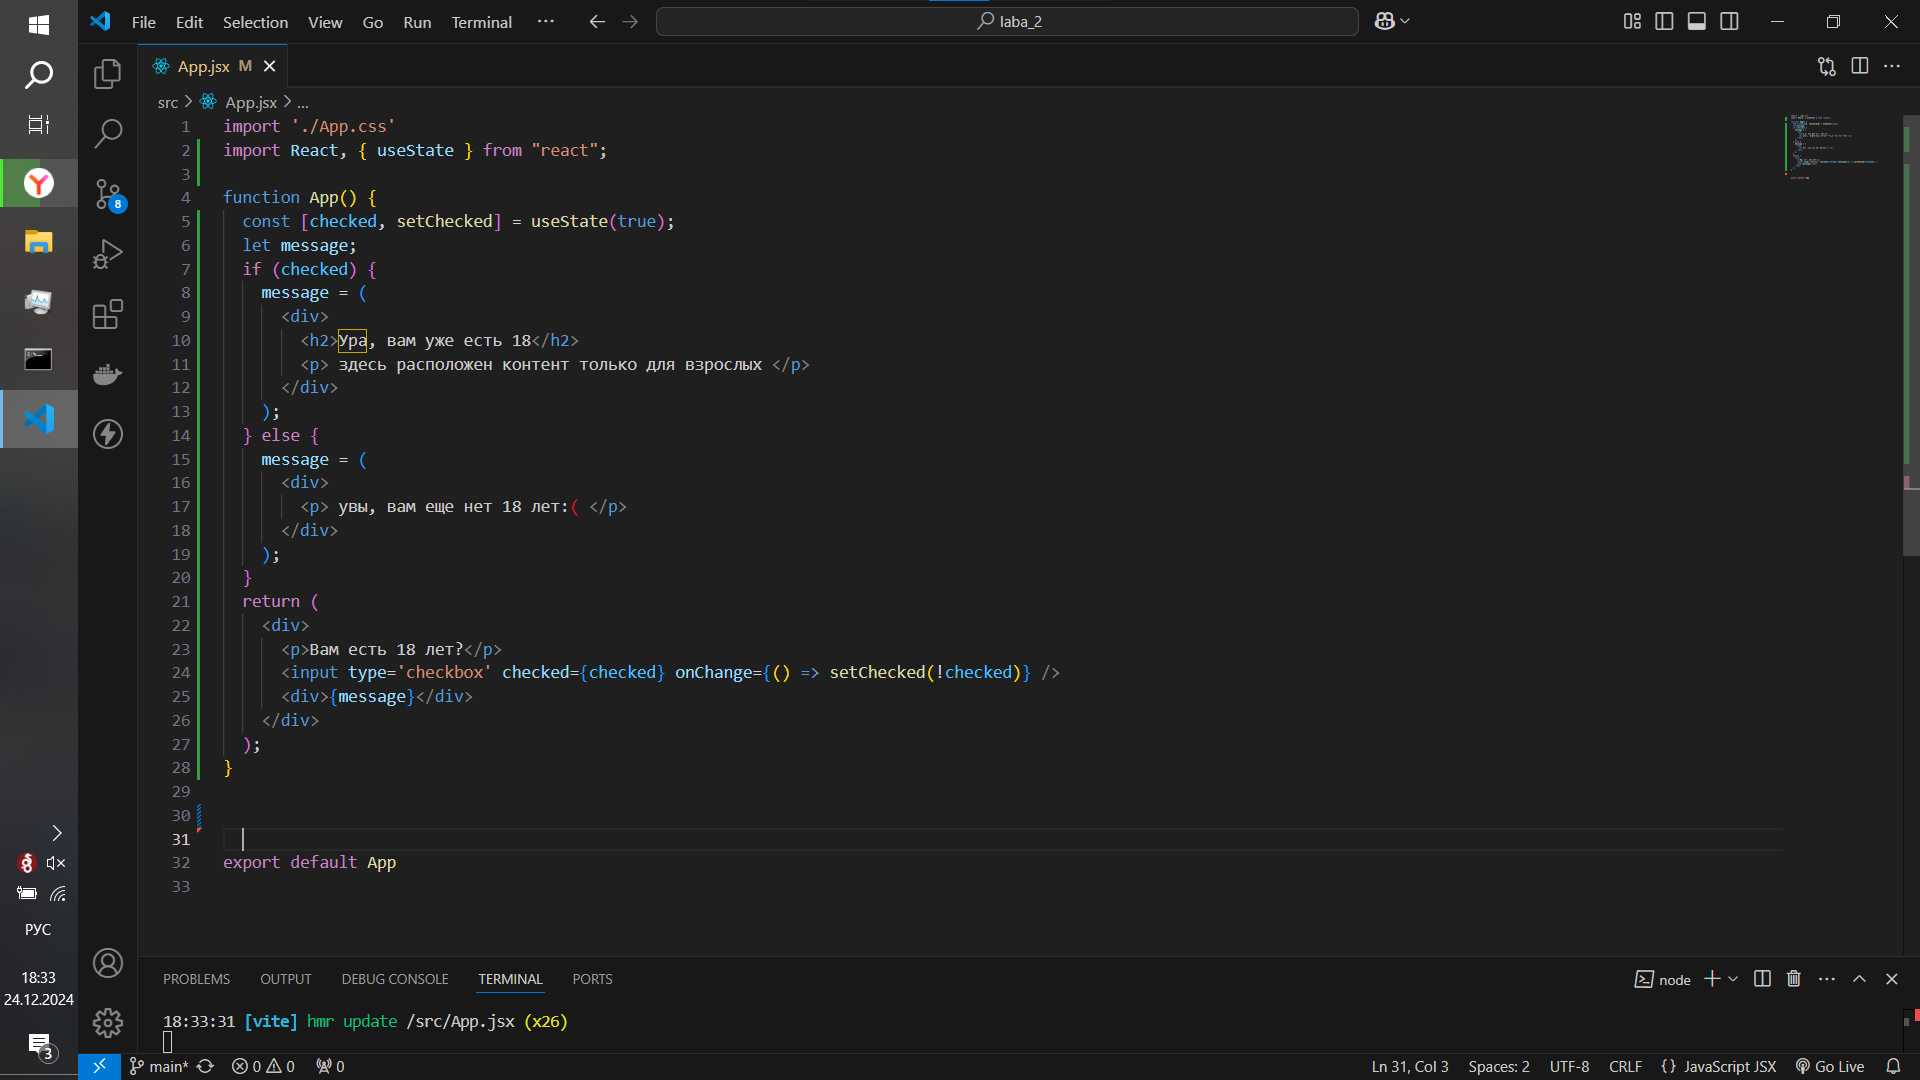 File Edit Selection View Go Run Terminal ··· laba_2
App.jsx M
src > App.jsx > ...
1 import './App.css'
2 import React, { useState } from "react";
3
4 function App() {
5 const [checked, setChecked] = useState(true);
6 let message;
7 if (checked) {
8 message = (
9 <div>
10 <h2>Ура, вам уже есть 18</h2>
11 <p> здесь расположен контент только для взрослых </p>
12 </div>
13 );
14 } else {
15 message = (
16 <div>
17 <p> увы, вам еще нет 18 лет:( </p>
18 </div>
19 );
20 }
21 return (
22 <div>
23 <p>Вам есть 18 лет?</p>
24 <input type='checkbox' checked={checked} onChange={() => setChecked(!checked)} />
25 <div>{message}</div>
26 </div>
27 );
28 }
29
30
31
32 export default App
33
8
РУС
18:33
24.12.2024
3
PROBLEMS OUTPUT DEBUG CONSOLE TERMINAL PORTS node
18:33:31 [vite] hmr update /src/App.jsx (x26)
main* 0 0 0 Ln 31, Col 3 Spaces: 2 UTF-8 CRLF {} JavaScript JSX Go Live